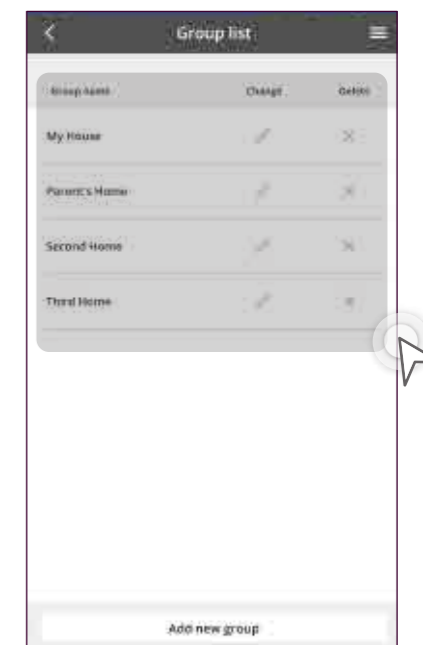 Group list
Group name Change Delete
My House
Parent's Home
Second Home
Third Home
Add new group